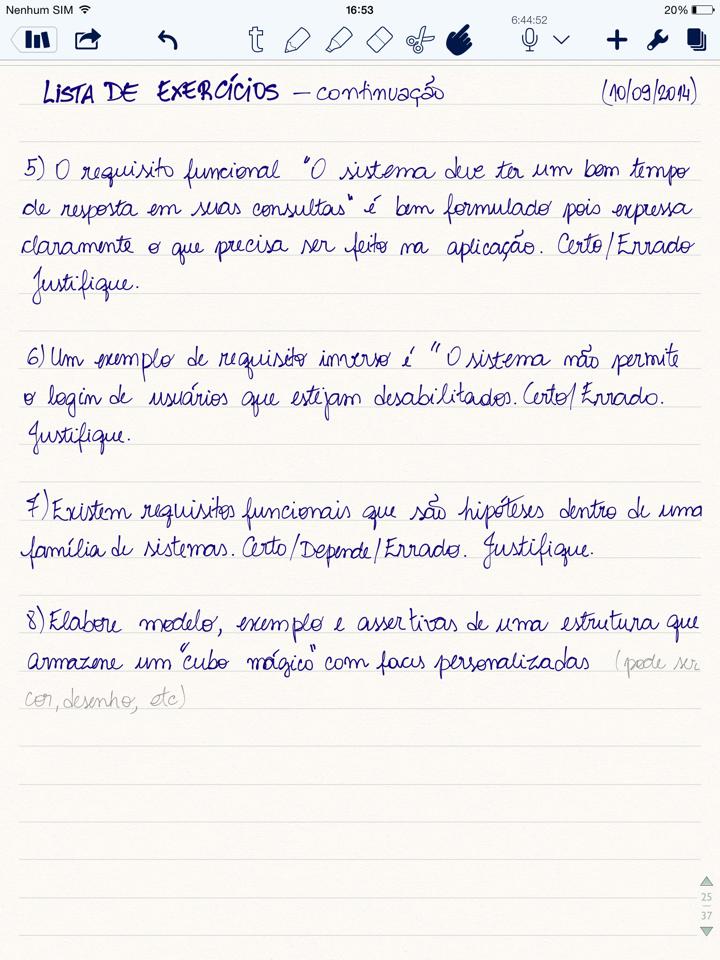 Nenhum SIM 16:53 20%
6:44:52
t
LISTA DE EXERCÍCIOS – continuação (10/09/2014)
5) O requisito funcional "O sistema deve ter um bom tempo
de resposta em suas consultas" é bem formulado pois expressa
claramente o que precisa ser feito na aplicação. Certo/Errado
Justifique.
6) Um exemplo de requisito inverso é "O sistema não permite
o login de usuários que estejam desabilitados. Certo/Errado.
Justifique.
7) Existem requisitos funcionais que são hipóteses dentro de uma
família de sistemas. Certo/Depende/Errado. Justifique.
8) Elabore modelo, exemplo e assertivas de uma estrutura que
armazene um "cubo mágico" com faces personalizadas (pode ser
cor, desenho, etc)
25
37